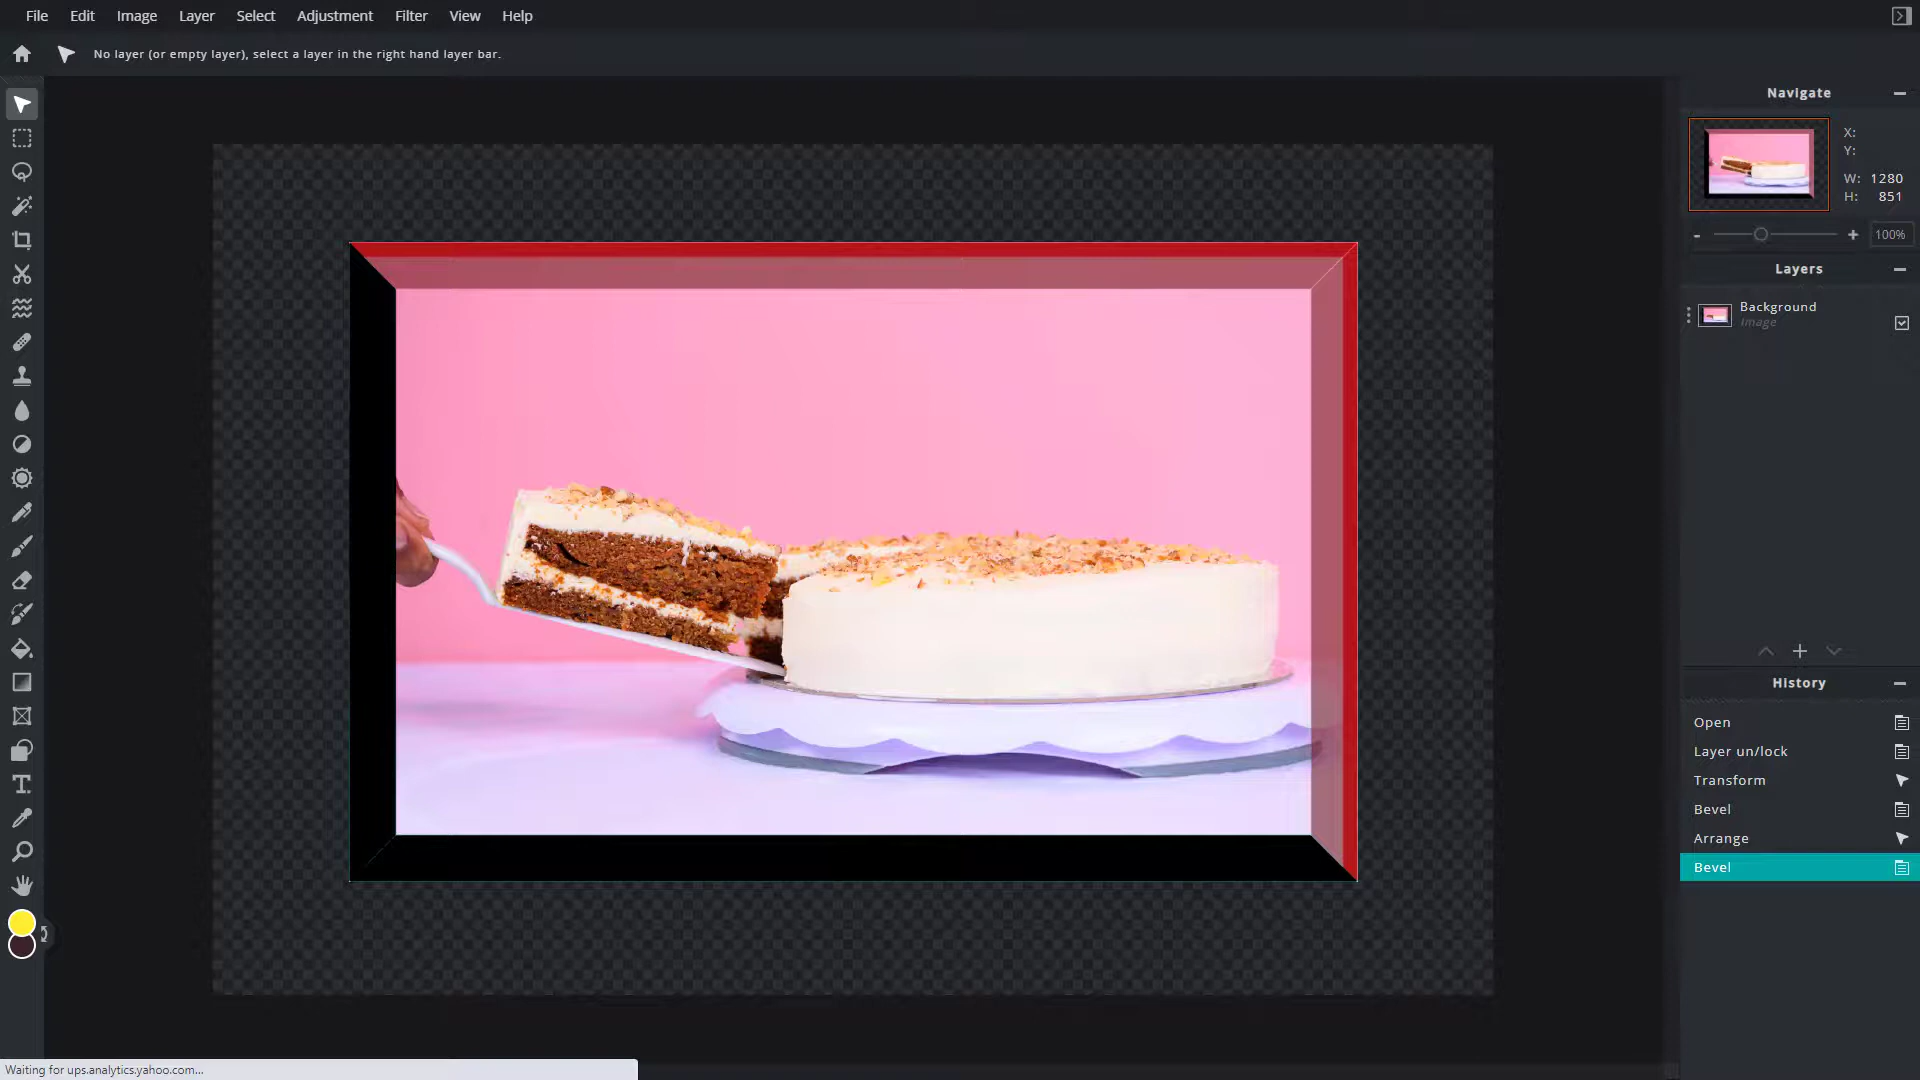 File Edit Image Layer Select Adjustment Filter View Help
No layer (or empty layer), select a layer in the right hand layer bar.
Navigate
X:
Y:
W: 1280
H: 851
- + 100%
Layers
Background
Image
History
Open
Layer un/lock
Transform
Bevel
Arrange
Bevel
Waiting for ups.analytics.yahoo.com...